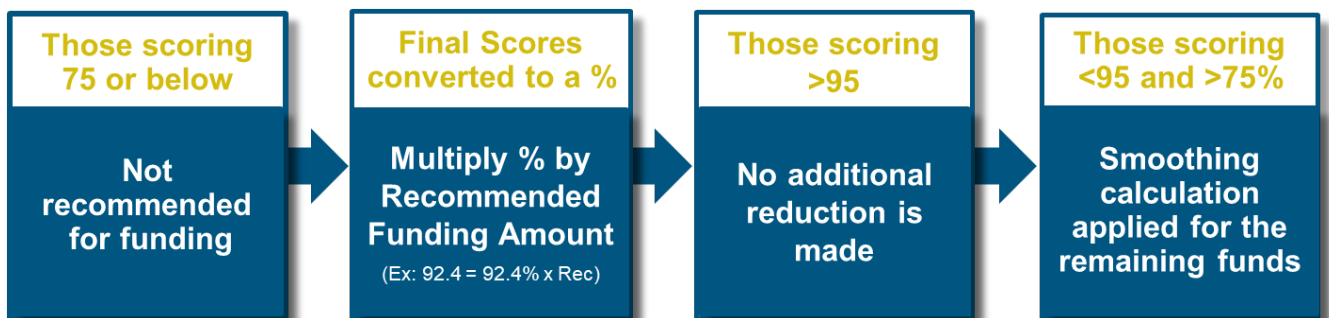 Those scoring
75 or below
Not
recommended
for funding
Final Scores
converted to a %
Multiply % by
Recommended
Funding Amount
(Ex: 92.4 = 92.4% x Rec)
Those scoring
>95
No additional
reduction is
made
Those scoring
<95 and >75%
Smoothing
calculation
applied for the
remaining funds